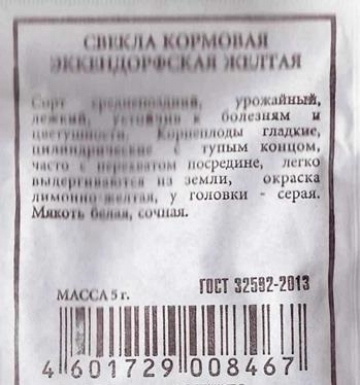 СВЕКЛА КОРМОВАЯ
ЭККЕНДОРФСКАЯ ЖЕЛТАЯ
Сорт среднепоздний, урожайный,
лежкий, устойчив к болезням и
цветушности. Корнеплоды гладкие,
цилиндрические с тупым концом,
часто с перехватом посредине, легко
выдергиваются из земли, окраска
лимонно-желтая, у головки - серая.
Мякоть белая, сочная.
ГОСТ 32592-2013
МАССА 5 г.
4 601729 008467